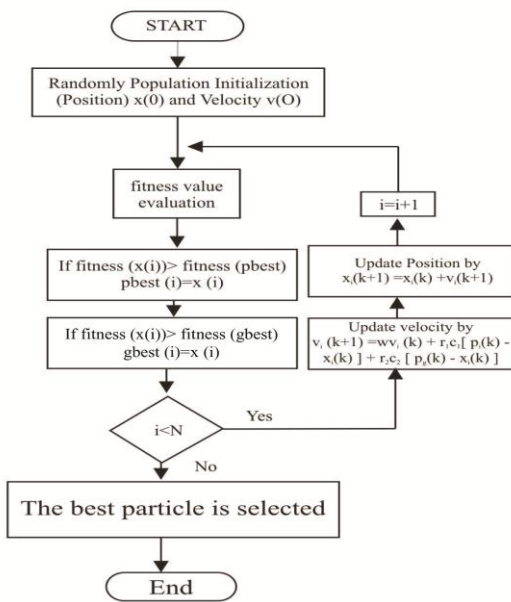 START
Randomly Population Initialization
(Position) x(0) and Velocity v(O)
fitness value
evaluation
i=i+1
If fitness (x(i))> fitness (pbest)
pbest (i)=x (i)
Update Position by
xᵢ(k+1) =xᵢ(k) +vᵢ(k+1)
If fitness (x(i))> fitness (gbest)
gbest (i)=x (i)
Update velocity by
vᵢ (k+1) =wvᵢ (k) + r₁c₁[ pᵢ(k) -
xᵢ(k) ] + r₂c₂ [ p₉(k) - xᵢ(k) ]
i<N
Yes
No
The best particle is selected
End